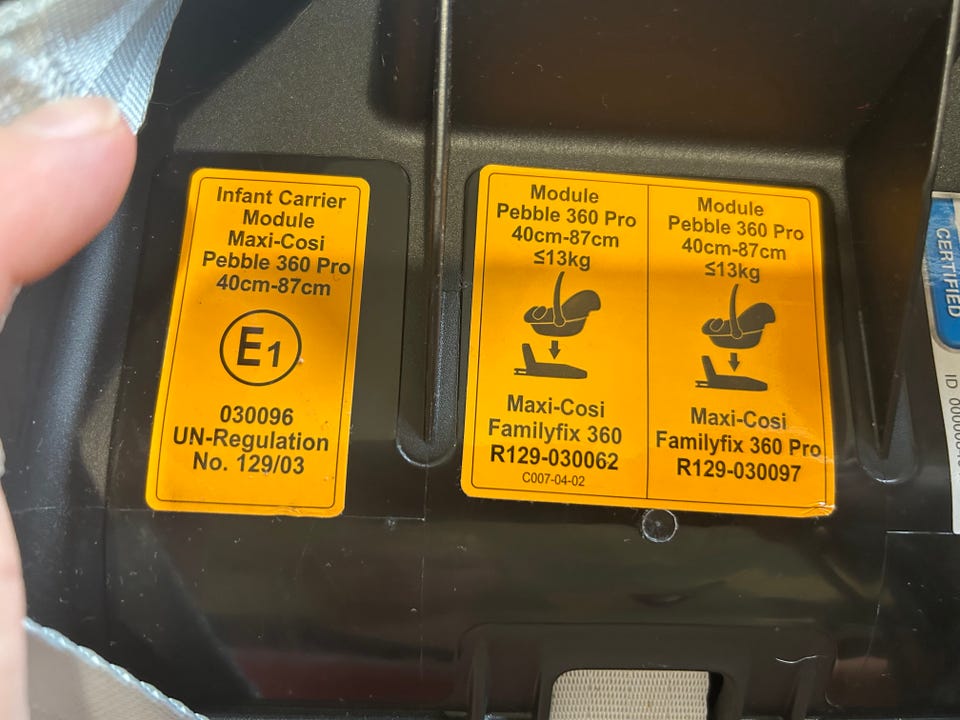 Infant Carrier
Module
Maxi-Cosi
Pebble 360 Pro
40cm-87cm
E1
030096
UN-Regulation
No. 129/03
Module
Pebble 360 Pro
40cm-87cm
≤13kg
Maxi-Cosi
Familyfix 360
R129-030062
C007-04-02
Module
Pebble 360 Pro
40cm-87cm
≤13kg
Maxi-Cosi
Familyfix 360 Pro
R129-030097
CERTIFIED
ID